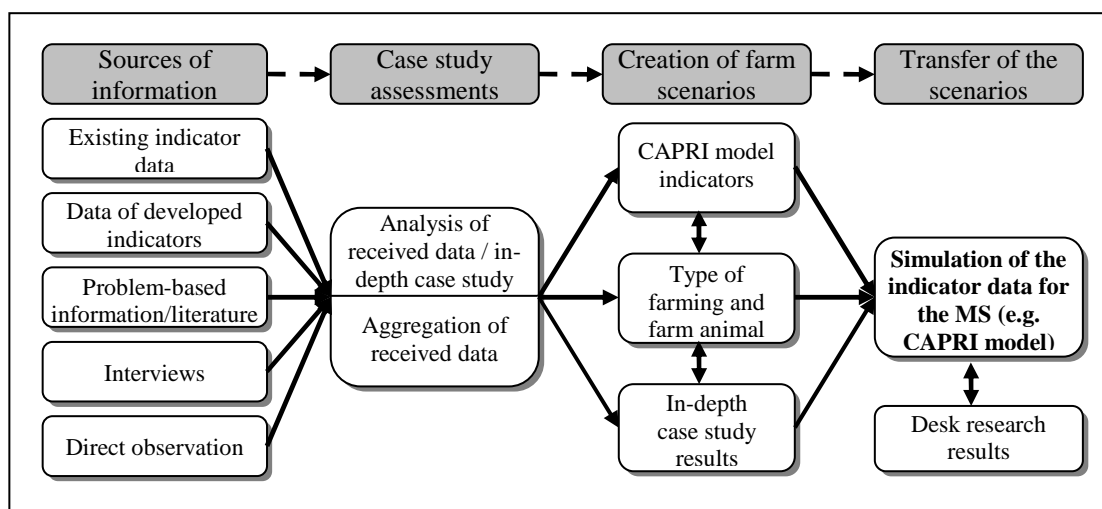 Sources of
information
Case study
assessments
Creation of farm
scenarios
Transfer of the
scenarios
Existing indicator
data
Data of developed
indicators
Problem-based
information/literature
Interviews
Direct observation
Analysis of
received data / in-
depth case study
Aggregation of
received data
CAPRI model
indicators
Type of
farming and
farm animal
In-depth
case study
results
Simulation of the
indicator data for
the MS (e.g.
CAPRI model)
Desk research
results